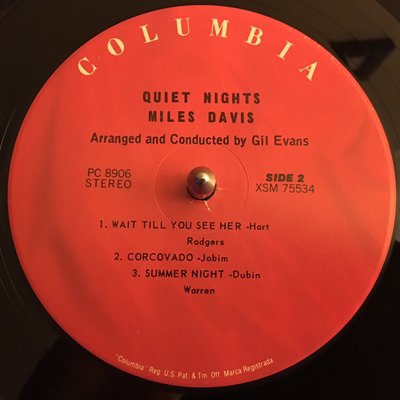 COLUMBIA
QUIET NIGHTS
MILES DAVIS
Arranged and Conducted by Gil Evans
PC 8906
STEREO
SIDE 2
XSM 75534
1. WAIT TILL YOU SEE HER -Hart
Rodgers
2. CORCOVADO -Jobim
3. SUMMER NIGHT -Dubin
Warren
"Columbia" Reg. U.S. Pat. & Tm. Off. Marca Registrada.